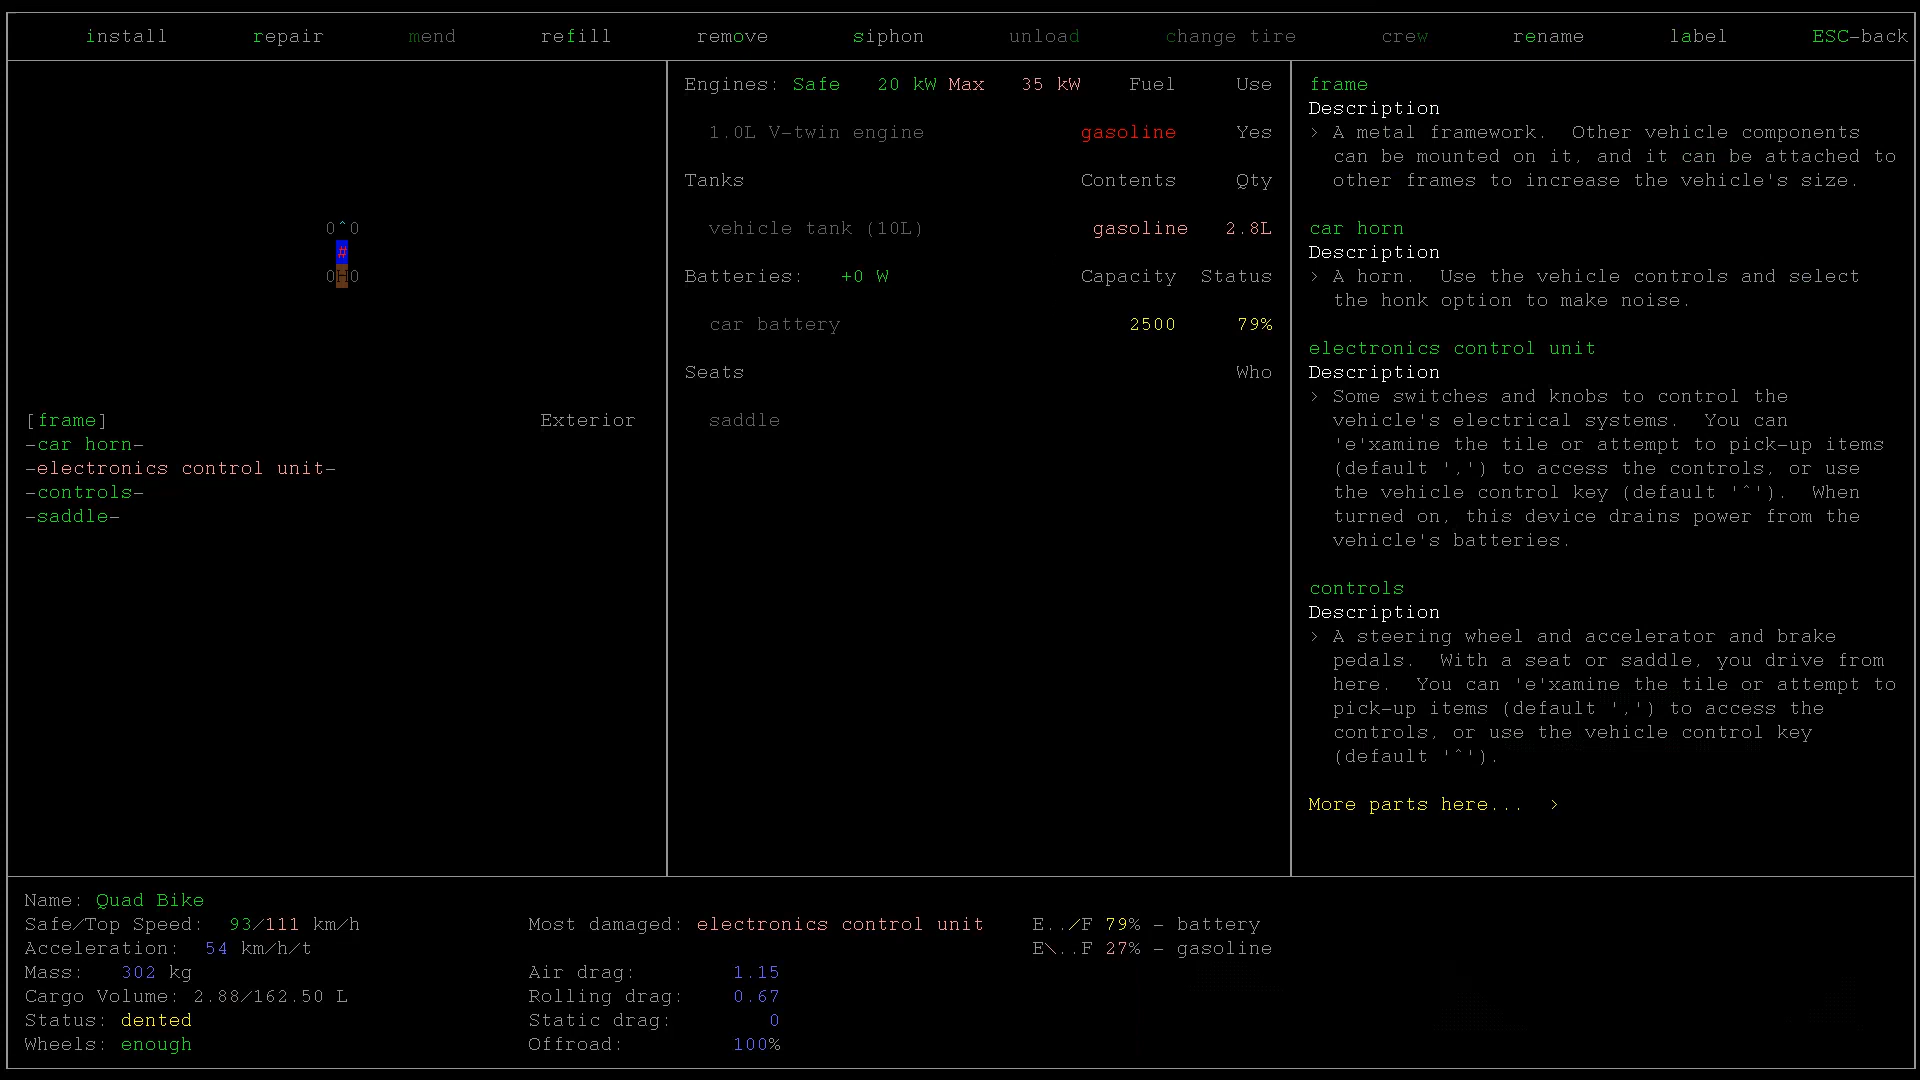 install repair mend refill remove siphon unload change tire crew rename label ESC-back
Engines: Safe 20 kW Max 35 kW Fuel Use
1.0L V-twin engine gasoline Yes
Tanks Contents Qty
vehicle tank (10L) gasoline 2.8L
Batteries: +0 W Capacity Status
car battery 2500 79%
Seats Who
saddle
0^0
#
0H0
[frame] Exterior
-car horn-
-electronics control unit-
-controls-
-saddle-
frame
Description
> A metal framework. Other vehicle components
can be mounted on it, and it can be attached to
other frames to increase the vehicle's size.
car horn
Description
> A horn. Use the vehicle controls and select
the honk option to make noise.
electronics control unit
Description
> Some switches and knobs to control the
vehicle's electrical systems. You can
'e'xamine the tile or attempt to pick-up items
(default ',') to access the controls, or use
the vehicle control key (default '^'). When
turned on, this device drains power from the
vehicle's batteries.
controls
Description
> A steering wheel and accelerator and brake
pedals. With a seat or saddle, you drive from
here. You can 'e'xamine the tile or attempt to
pick-up items (default ',') to access the
controls, or use the vehicle control key
(default '^').
More parts here... >
Name: Quad Bike
Safe/Top Speed: 93/111 km/h Most damaged: electronics control unit E../F 79% - battery
Acceleration: 54 km/h/t E\..F 27% - gasoline
Mass: 302 kg Air drag: 1.15
Cargo Volume: 2.88/162.50 L Rolling drag: 0.67
Status: dented Static drag: 0
Wheels: enough Offroad: 100%